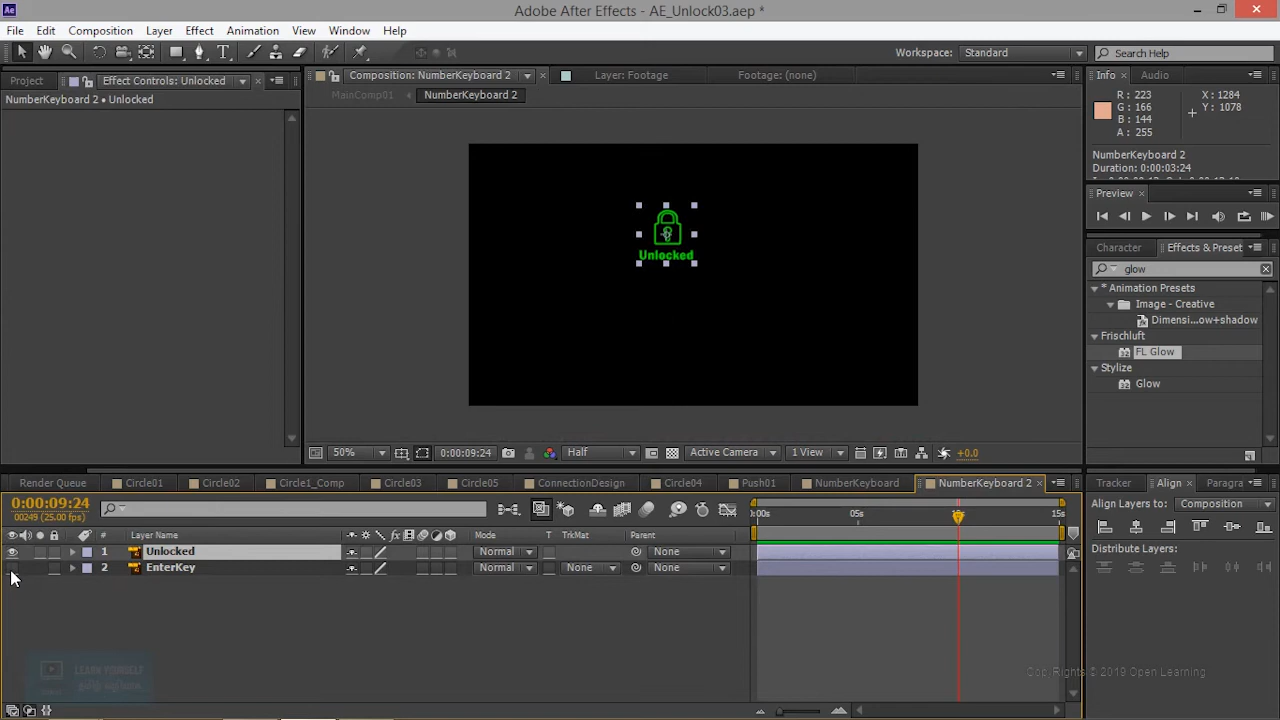 Ae Adobe After Effects - AE_Unlock03.aep *
File Edit Composition Layer Effect Animation View Window Help
Workspace: Standard Search Help
Project Effect Controls: Unlocked Composition: NumberKeyboard 2 Layer: Footage Footage: (none) Info Audio
NumberKeyboard 2 • Unlocked MainComp01 NumberKeyboard 2
R: 223 X: 1284
G: 166 Y: 1078
B: 144
A: 255
NumberKeyboard 2
Duration: 0:00:03:24
Preview
Unlocked
Character Effects & Preset
glow
* Animation Presets
Image - Creative
Dimensi...ow+shadow
Frischluft
FL Glow
Stylize
Glow
50% 0:00:09:24 Half Active Camera 1 View +0.0
Render Queue Circle01 Circle02 Circle1_Comp Circle03 Circle05 ConnectionDesign Circle04 Push01 NumberKeyboard NumberKeyboard 2 Tracker Align Paragra
0:00:09:24
00249 (25.00 fps)
Align Layers to: Composition
:00s 05s 15s
# Layer Name Mode T TrkMat Parent
1 Unlocked Normal None
2 EnterKey Normal None None
Distribute Layers:
LEARN YOURSELF
Copy Rights © 2019 Open Learning